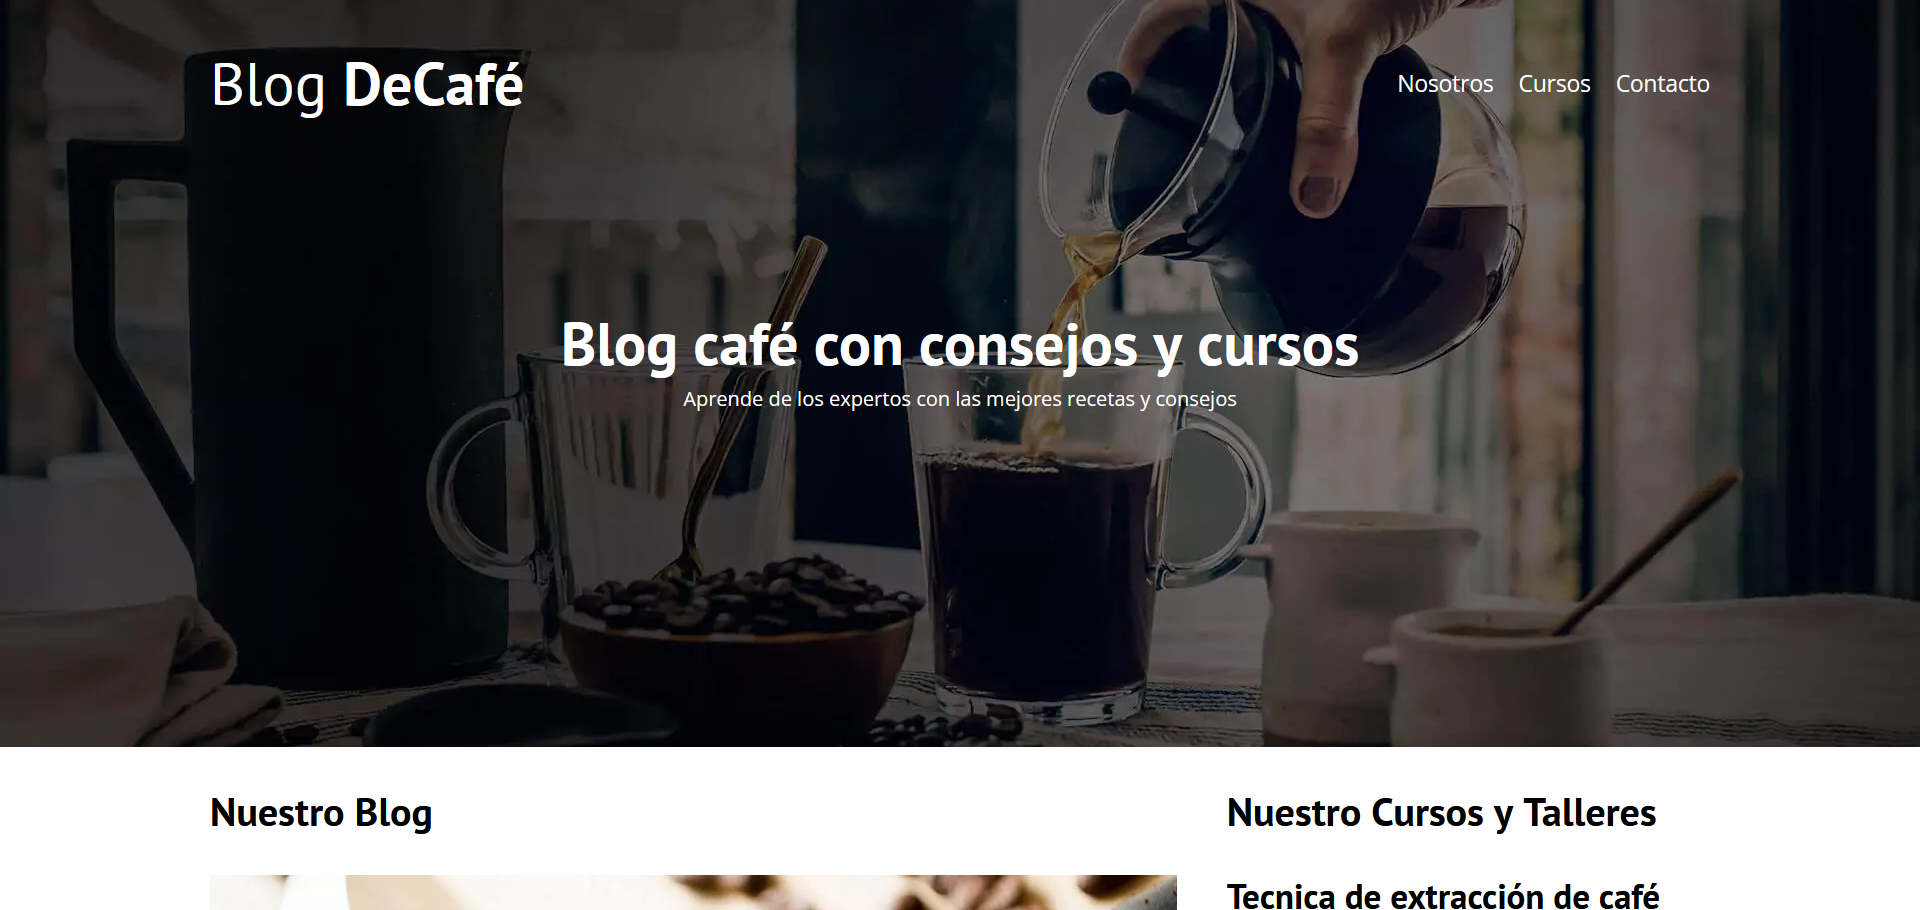 Blog DeCafé
Nosotros Cursos Contacto
Blog café con consejos y cursos
Aprende de los expertos con las mejores recetas y consejos
Nuestro Blog
Nuestro Cursos y Talleres
Tecnica de extracción de café